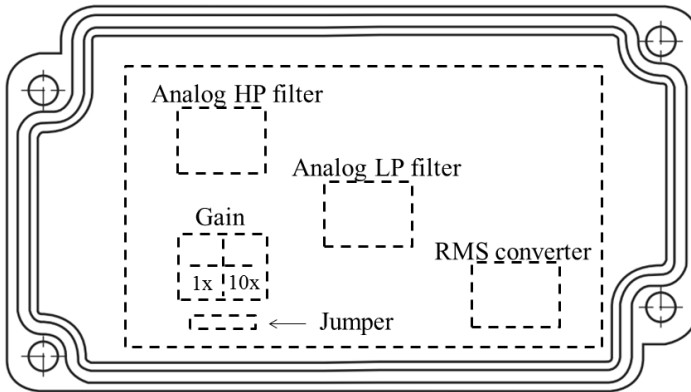 Analog HP filter
Analog LP filter
Gain
1x 10x
RMS converter
Jumper